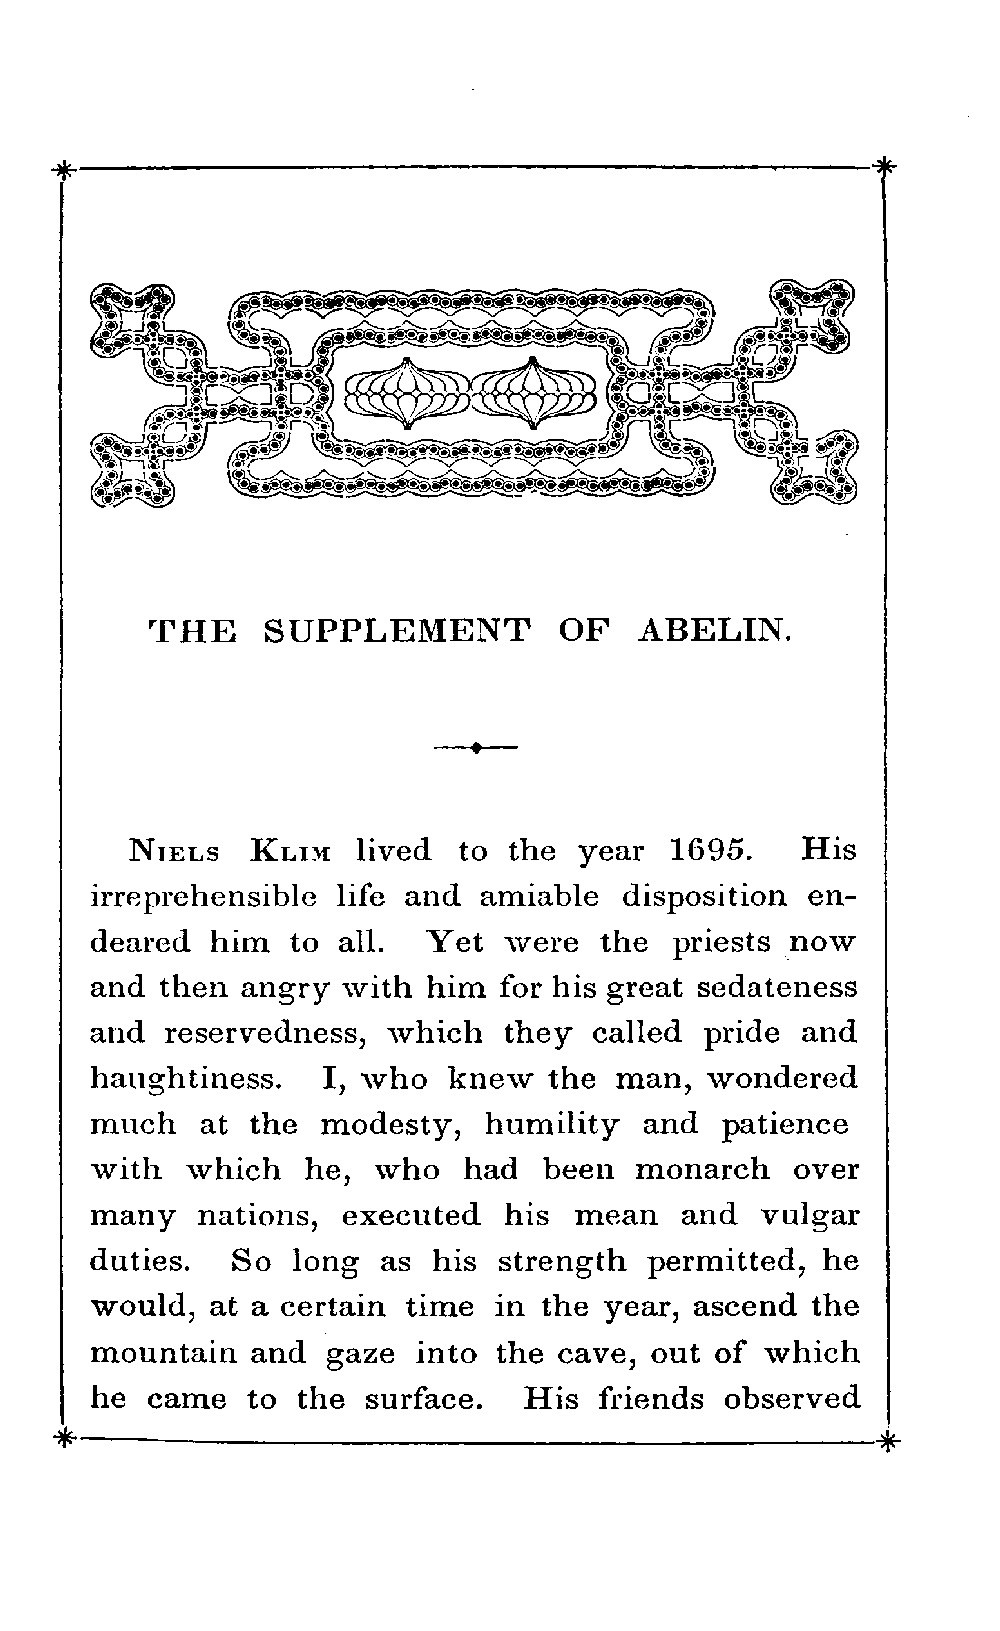 THE SUPPLEMENT OF ABELIN.
Niels Klim lived to the year 1695. His
irreprehensible life and amiable disposition en-
deared him to all. Yet were the priests now
and then angry with him for his great sedateness
and reservedness, which they called pride and
haughtiness. I, who knew the man, wondered
much at the modesty, humility and patience
with which he, who had been monarch over
many nations, executed his mean and vulgar
duties. So long as his strength permitted, he
would, at a certain time in the year, ascend the
mountain and gaze into the cave, out of which
he came to the surface. His friends observed